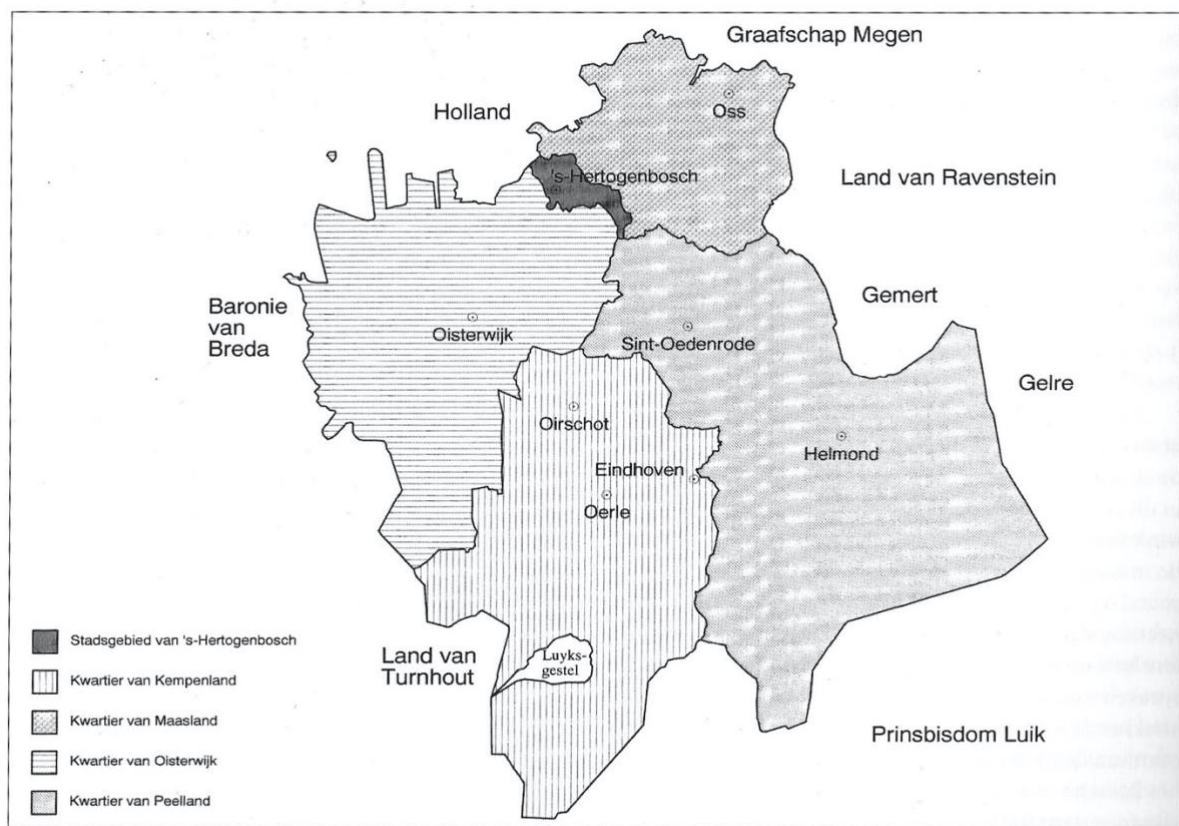 Graafschap Megen
Holland
Oss
's-Hertogenbosch
Land van Ravenstein
Baronie
van
Breda
Gemert
Oisterwijk
Sint-Oedenrode
Gelre
Oirschot
Helmond
Eindhoven
Oerle
Land van
Turnhout
Luyks-
gestel
Prinsbisdom Luik
Stadsgebied van 's-Hertogenbosch
Kwartier van Kempenland
Kwartier van Maasland
Kwartier van Oisterwijk
Kwartier van Peelland